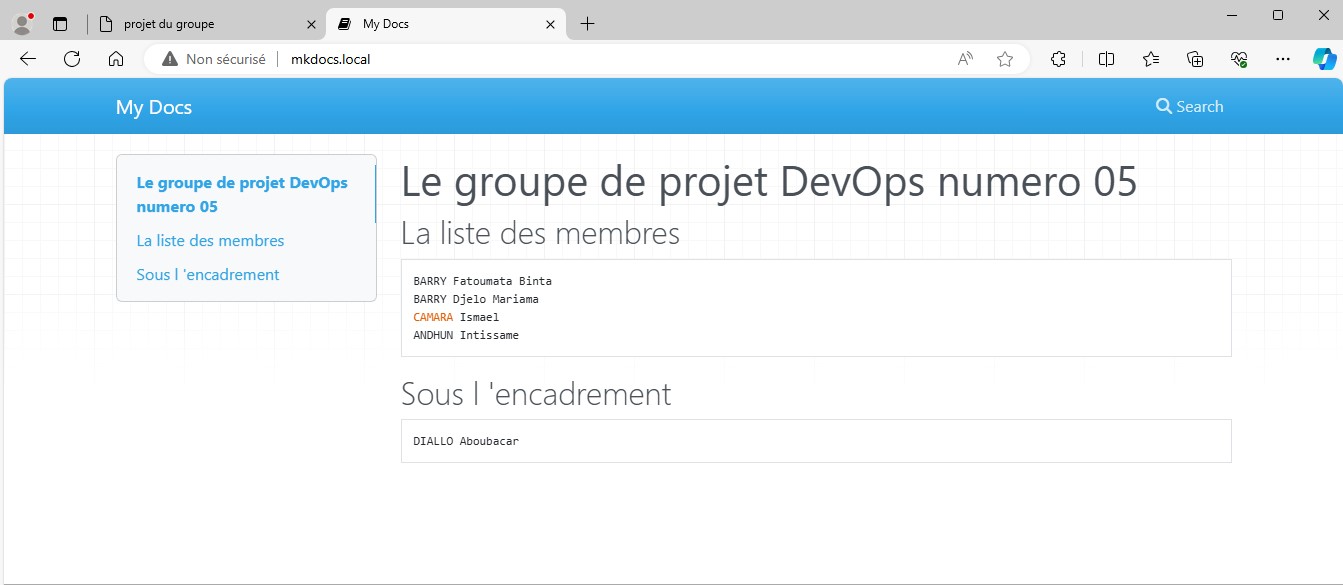 projet du groupe
My Docs
Non sécurisé
mkdocs.local
My Docs
Search
Le groupe de projet DevOps
numero 05
La liste des membres
Sous l 'encadrement
Le groupe de projet DevOps numero 05
La liste des membres
BARRY Fatoumata Binta
BARRY Djelo Mariama
CAMARA Ismael
ANDHUN Intissame
Sous l 'encadrement
DIALLO Aboubacar